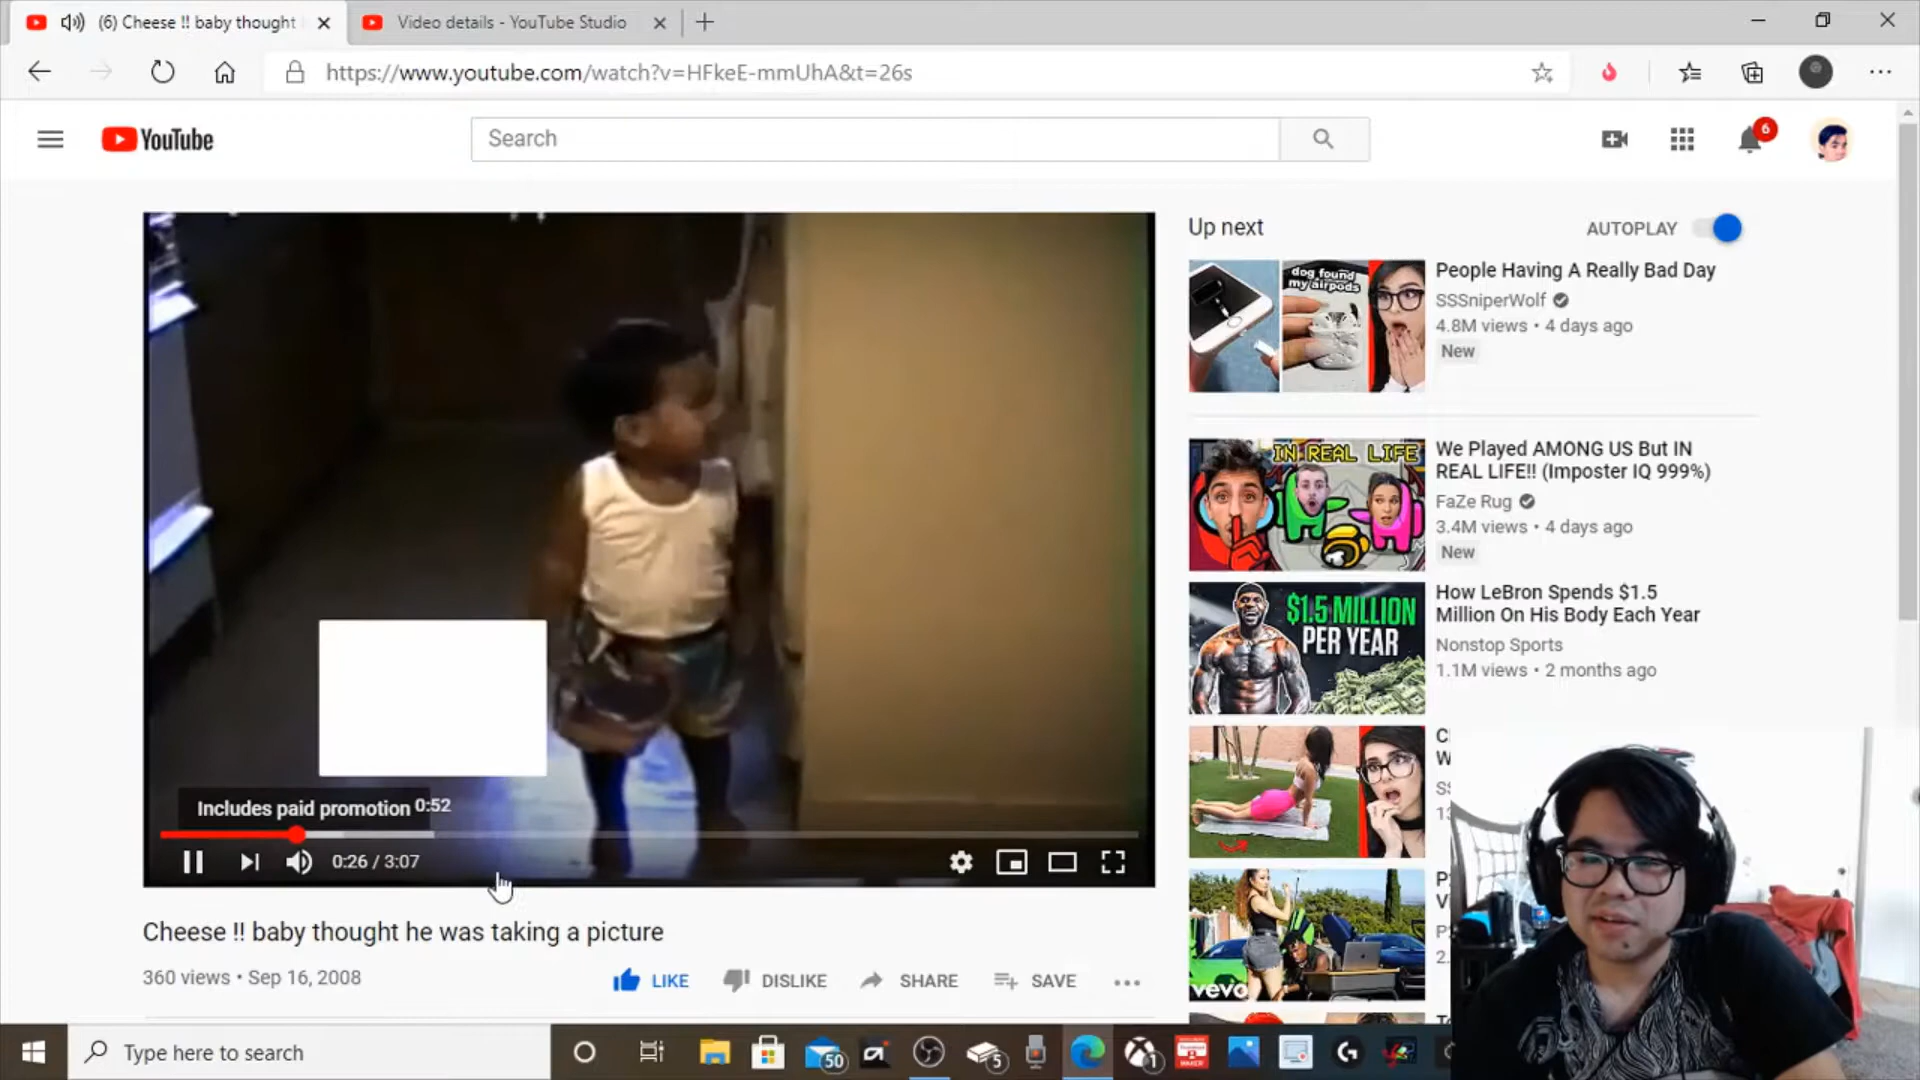 (6) Cheese !! baby thought
Video details - YouTube Studio
https://www.youtube.com/watch?v=HFkeE-mmUhA&t=26s
YouTube
Search
6
Up next
AUTOPLAY
dog found
my airpods
People Having A Really Bad Day
SSSniperWolf
4.8M views • 4 days ago
New
IN REAL LIFE
We Played AMONG US But IN
REAL LIFE!! (Imposter IQ 999%)
FaZe Rug
3.4M views • 4 days ago
New
$1.5 MILLION
PER YEAR
How LeBron Spends $1.5
Million On His Body Each Year
Nonstop Sports
1.1M views • 2 months ago
Includes paid promotion 0:52
0:26 / 3:07
vevo
Cheese !! baby thought he was taking a picture
360 views • Sep 16, 2008
LIKE
DISLIKE
SHARE
SAVE
Type here to search
50
5
1